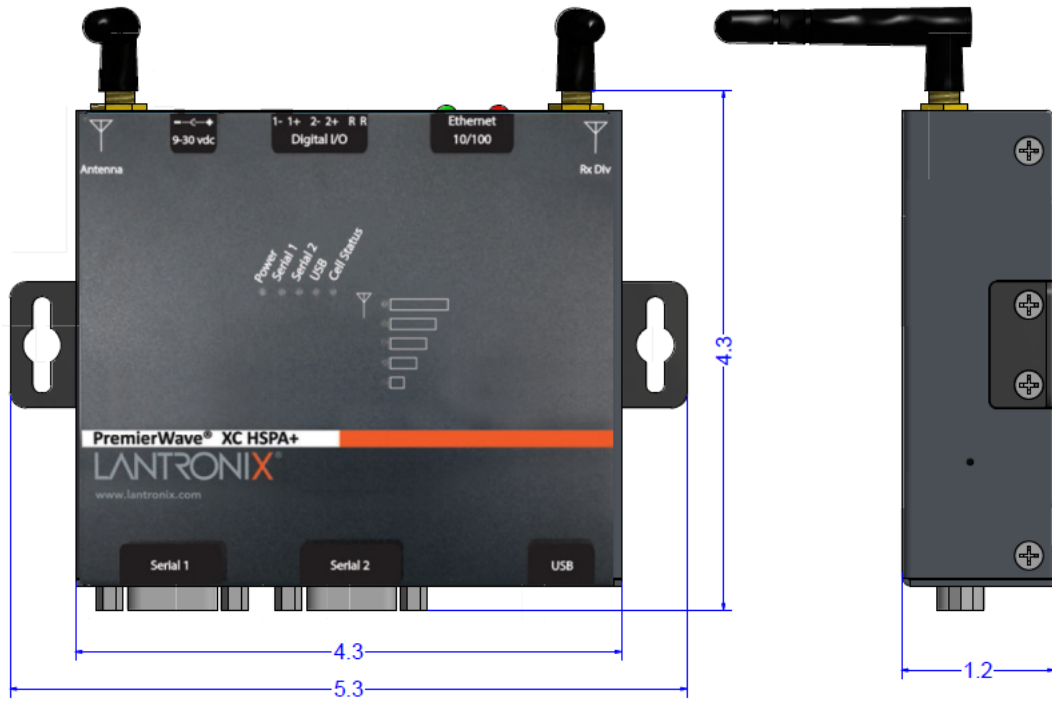 9-30 vdc
1- 1+ 2- 2+ R R
Digital I/O
Ethernet
10/100
Antenna
Rx Div
Power
Serial 1
Serial 2
USB
Cell Status
4.3
PremierWave® XC HSPA+
LANTRONIX®
www.lantronix.com
Serial 1
Serial 2
USB
4.3
5.3
1.2